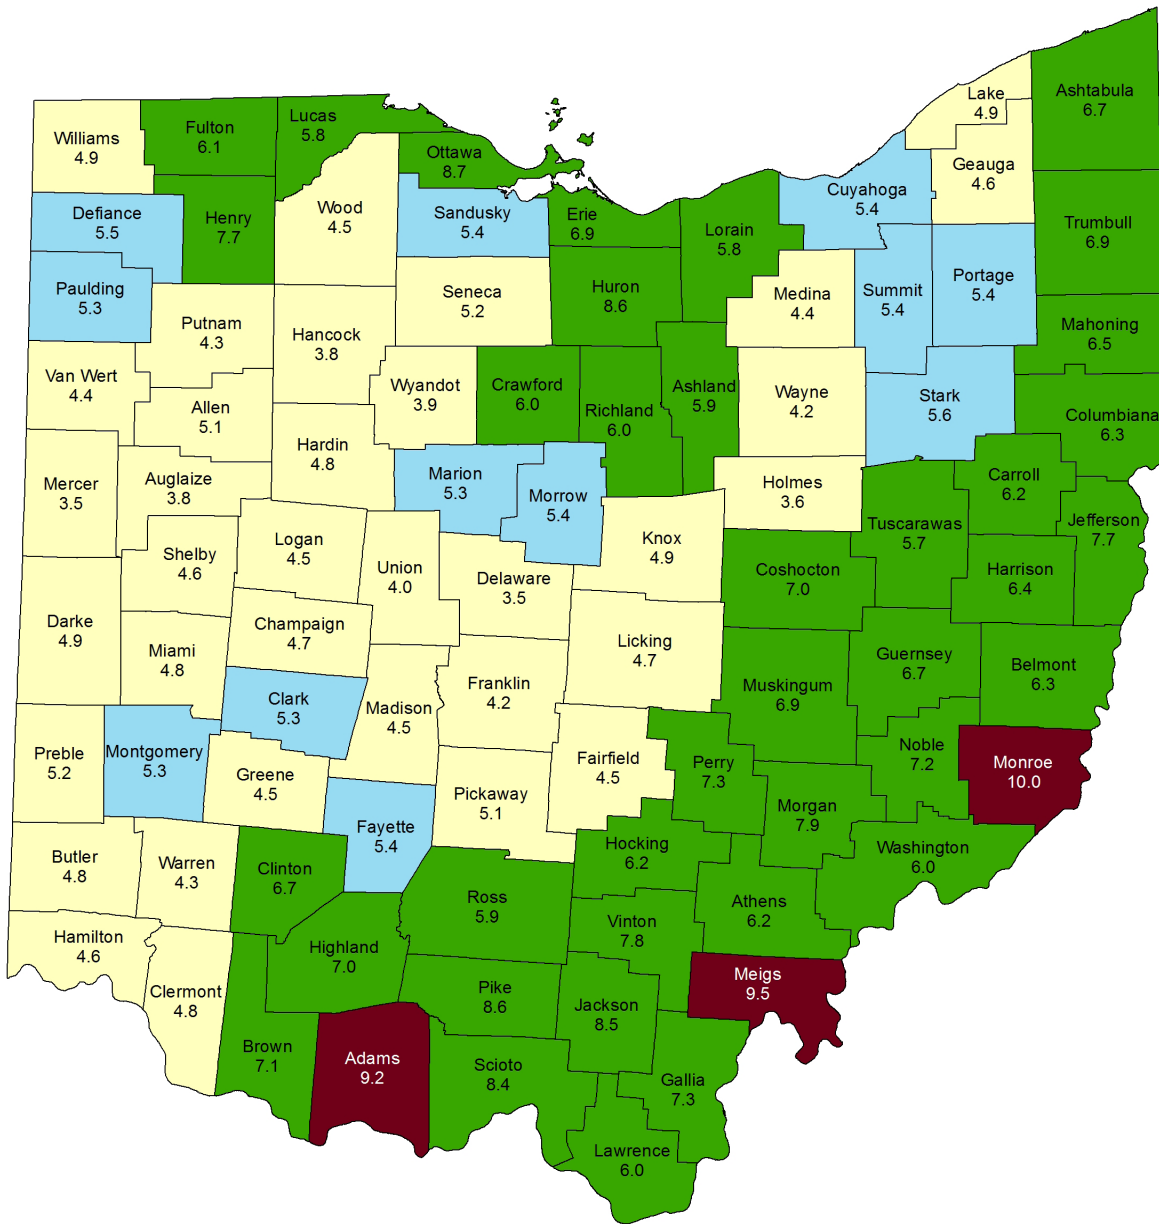 Ashtabula
6.7
Lake
4.9
Geauga
4.6
Williams
4.9
Fulton
6.1
Lucas
5.8
Ottawa
8.7
Cuyahoga
5.4
Defiance
5.5
Henry
7.7
Wood
4.5
Sandusky
5.4
Erie
6.9
Lorain
5.8
Trumbull
6.9
Paulding
5.3
Seneca
5.2
Huron
8.6
Medina
4.4
Summit
5.4
Portage
5.4
Putnam
4.3
Hancock
3.8
Mahoning
6.5
Van Wert
4.4
Allen
5.1
Wyandot
3.9
Crawford
6.0
Richland
6.0
Ashland
5.9
Wayne
4.2
Stark
5.6
Columbiana
6.3
Mercer
3.5
Auglaize
3.8
Hardin
4.8
Marion
5.3
Morrow
5.4
Holmes
3.6
Carroll
6.2
Tuscarawas
5.7
Jefferson
7.7
Shelby
4.6
Logan
4.5
Union
4.0
Delaware
3.5
Knox
4.9
Coshocton
7.0
Harrison
6.4
Darke
4.9
Miami
4.8
Champaign
4.7
Licking
4.7
Guernsey
6.7
Belmont
6.3
Clark
5.3
Madison
4.5
Franklin
4.2
Muskingum
6.9
Preble
5.2
Montgomery
5.3
Greene
4.5
Fairfield
4.5
Perry
7.3
Noble
7.2
Monroe
10.0
Pickaway
5.1
Morgan
7.9
Fayette
5.4
Hocking
6.2
Washington
6.0
Butler
4.8
Warren
4.3
Clinton
6.7
Ross
5.9
Athens
6.2
Hamilton
4.6
Highland
7.0
Vinton
7.8
Meigs
9.5
Clermont
4.8
Pike
8.6
Jackson
8.5
Brown
7.1
Adams
9.2
Scioto
8.4
Gallia
7.3
Lawrence
6.0